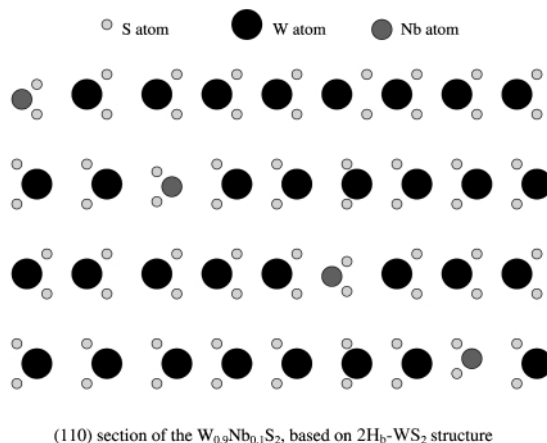 S atom W atom Nb atom
(110) section of the W0.9Nb0.1S2, based on 2Hb-WS2 structure